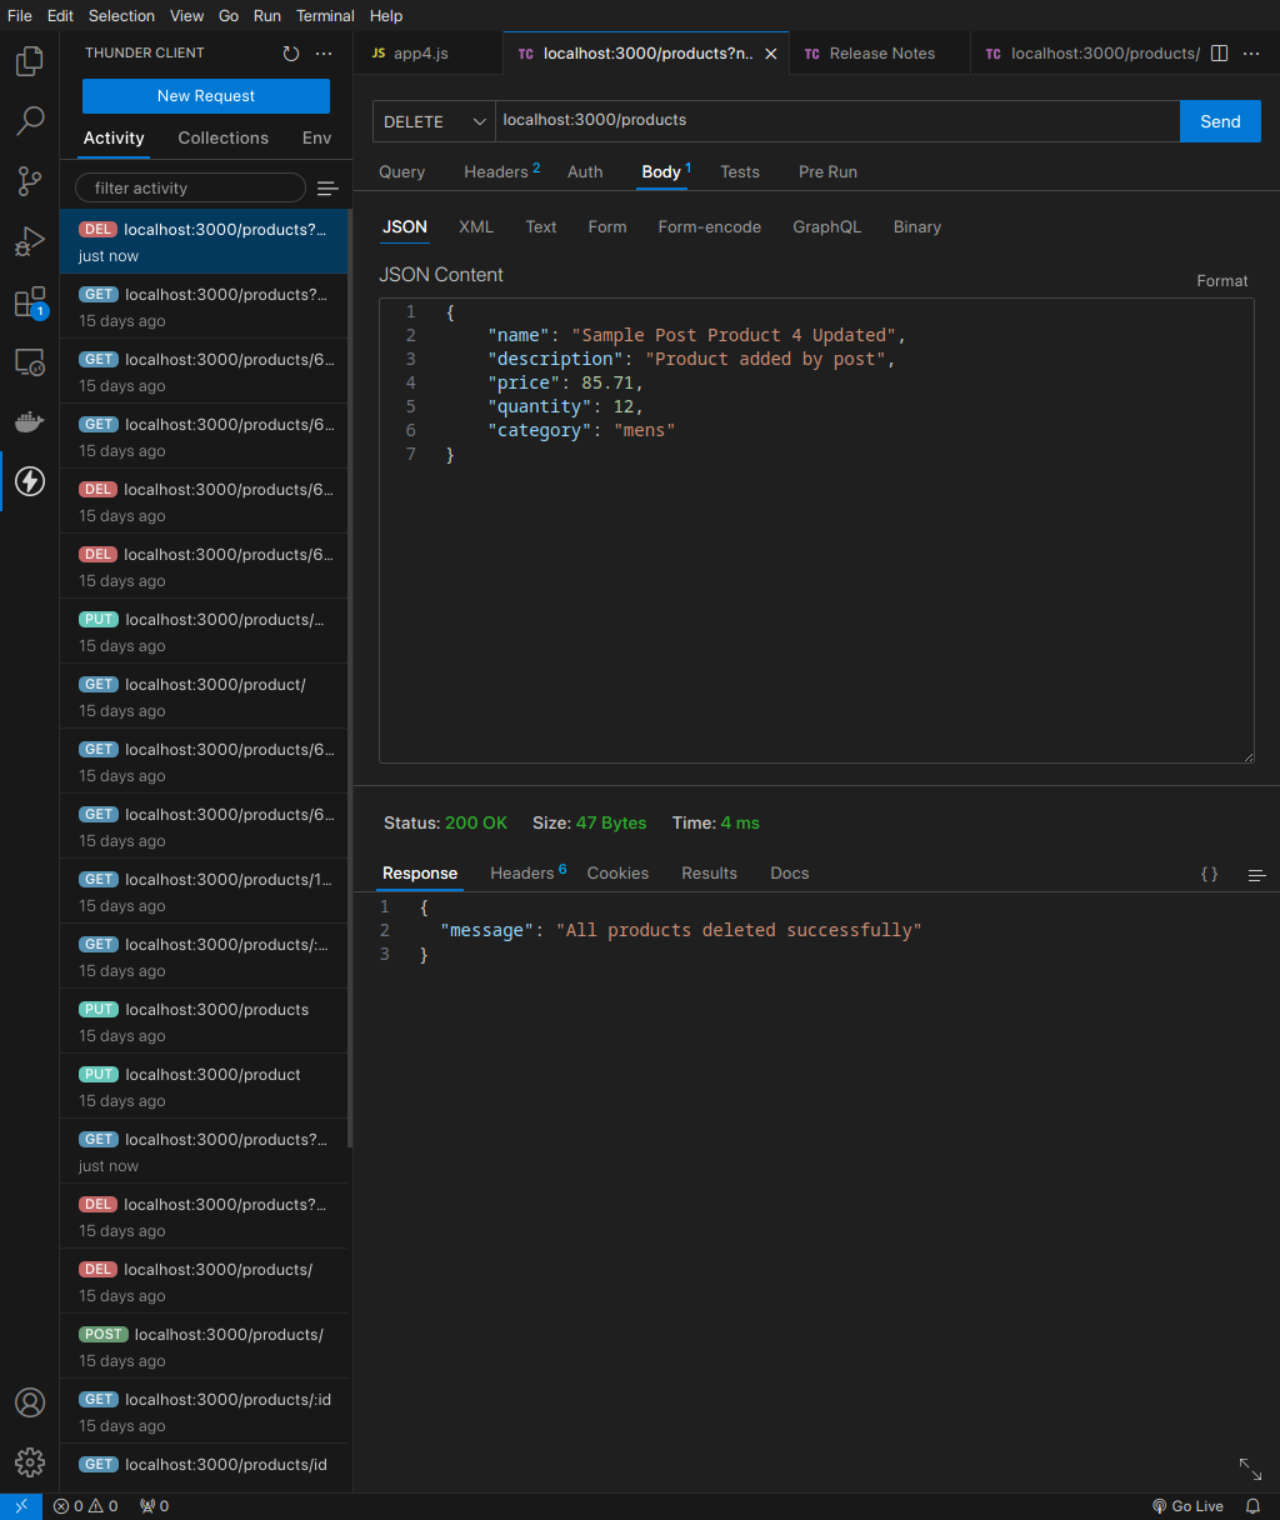 File Edit Selection View Go Run Terminal Help
THUNDER CLIENT
New Request
Activity Collections Env
filter activity
DEL localhost:3000/products?...
just now
GET localhost:3000/products?...
15 days ago
GET localhost:3000/products/6...
15 days ago
GET localhost:3000/products/6...
15 days ago
DEL localhost:3000/products/6...
15 days ago
DEL localhost:3000/products/6...
15 days ago
PUT localhost:3000/products/...
15 days ago
GET localhost:3000/product/
15 days ago
GET localhost:3000/products/6...
15 days ago
GET localhost:3000/products/6...
15 days ago
GET localhost:3000/products/1...
15 days ago
GET localhost:3000/products/:...
15 days ago
PUT localhost:3000/products
15 days ago
PUT localhost:3000/product
15 days ago
GET localhost:3000/products?...
just now
DEL localhost:3000/products?...
15 days ago
DEL localhost:3000/products/
15 days ago
POST localhost:3000/products/
15 days ago
GET localhost:3000/products/:id
15 days ago
GET localhost:3000/products/id
1
JS app4.js TC localhost:3000/products?n.. TC Release Notes TC localhost:3000/products/
DELETE localhost:3000/products Send
Query Headers 2 Auth Body 1 Tests Pre Run
JSON XML Text Form Form-encode GraphQL Binary
JSON Content
Format
1 {
2 "name": "Sample Post Product 4 Updated",
3 "description": "Product added by post",
4 "price": 85.71,
5 "quantity": 12,
6 "category": "mens"
7 }
Status: 200 OK Size: 47 Bytes Time: 4 ms
Response Headers 6 Cookies Results Docs { }
1 {
2 "message": "All products deleted successfully"
3 }
0 0 0 Go Live